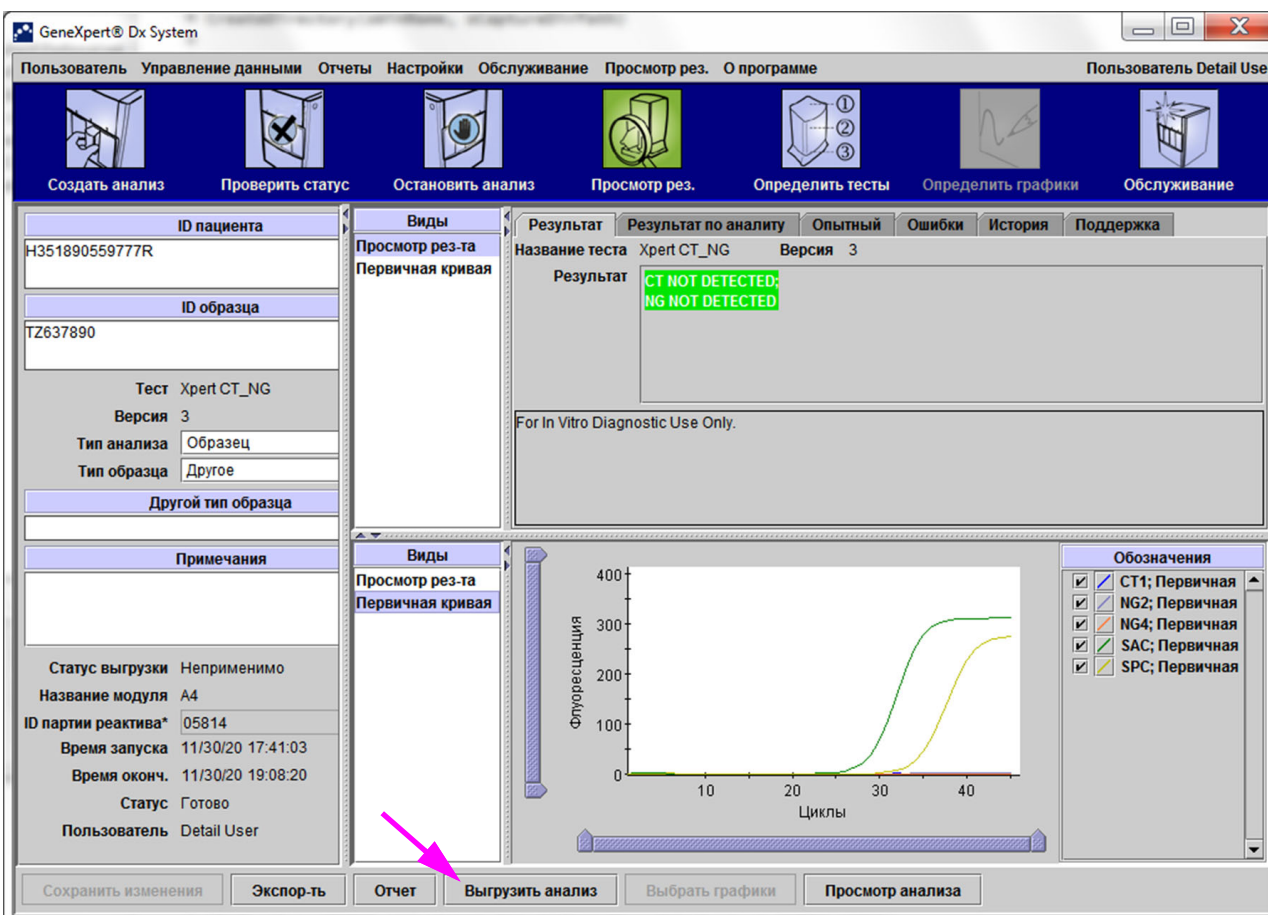 GeneXpert® Dx System
Пользователь Управление данными Отчеты Настройки Обслуживание Просмотр рез. О программе Пользователь Detail Use
Создать анализ Проверить статус Остановить анализ Просмотр рез. Определить тесты Определить графики Обслуживание
ID пациента
H351890559777R
ID образца
TZ637890
Тест Xpert CT_NG
Версия 3
Тип анализа Образец
Тип образца Другое
Другой тип образца
Примечания
Статус выгрузки Неприменимо
Название модуля A4
ID партии реактива* 05814
Время запуска 11/30/20 17:41:03
Время оконч. 11/30/20 19:08:20
Статус Готово
Пользователь Detail User
Виды
Просмотр рез-та
Первичная кривая
Результат Результат по аналиту Опытный Ошибки История Поддержка
Название теста Xpert CT_NG Версия 3
Результат CT NOT DETECTED;
NG NOT DETECTED
For In Vitro Diagnostic Use Only.
Виды
Просмотр рез-та
Первичная кривая
Флуоресценция
400
300
200
100
0
10 20 30 40
Циклы
Обозначения
CT1; Первичная
NG2; Первичная
NG4; Первичная
SAC; Первичная
SPC; Первичная
Сохранить изменения Экспор-ть Отчет Выгрузить анализ Выбрать графики Просмотр анализа